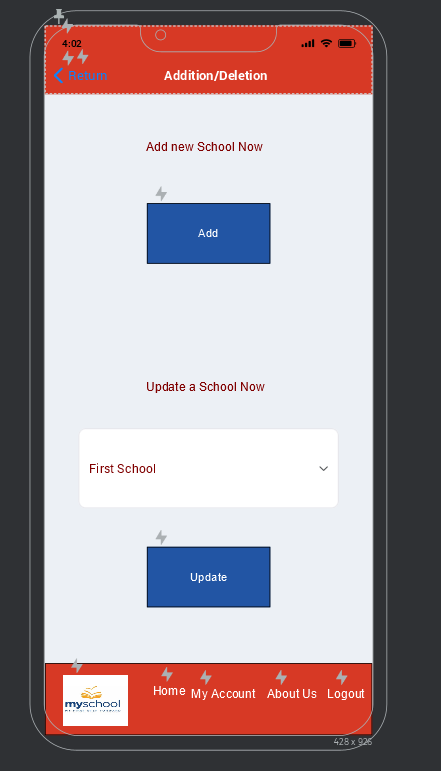 4:02
Return
Addition/Deletion
Add new School Now
Add
Update a School Now
First School
Update
myschool
Home My Account About Us Logout
428 x 926